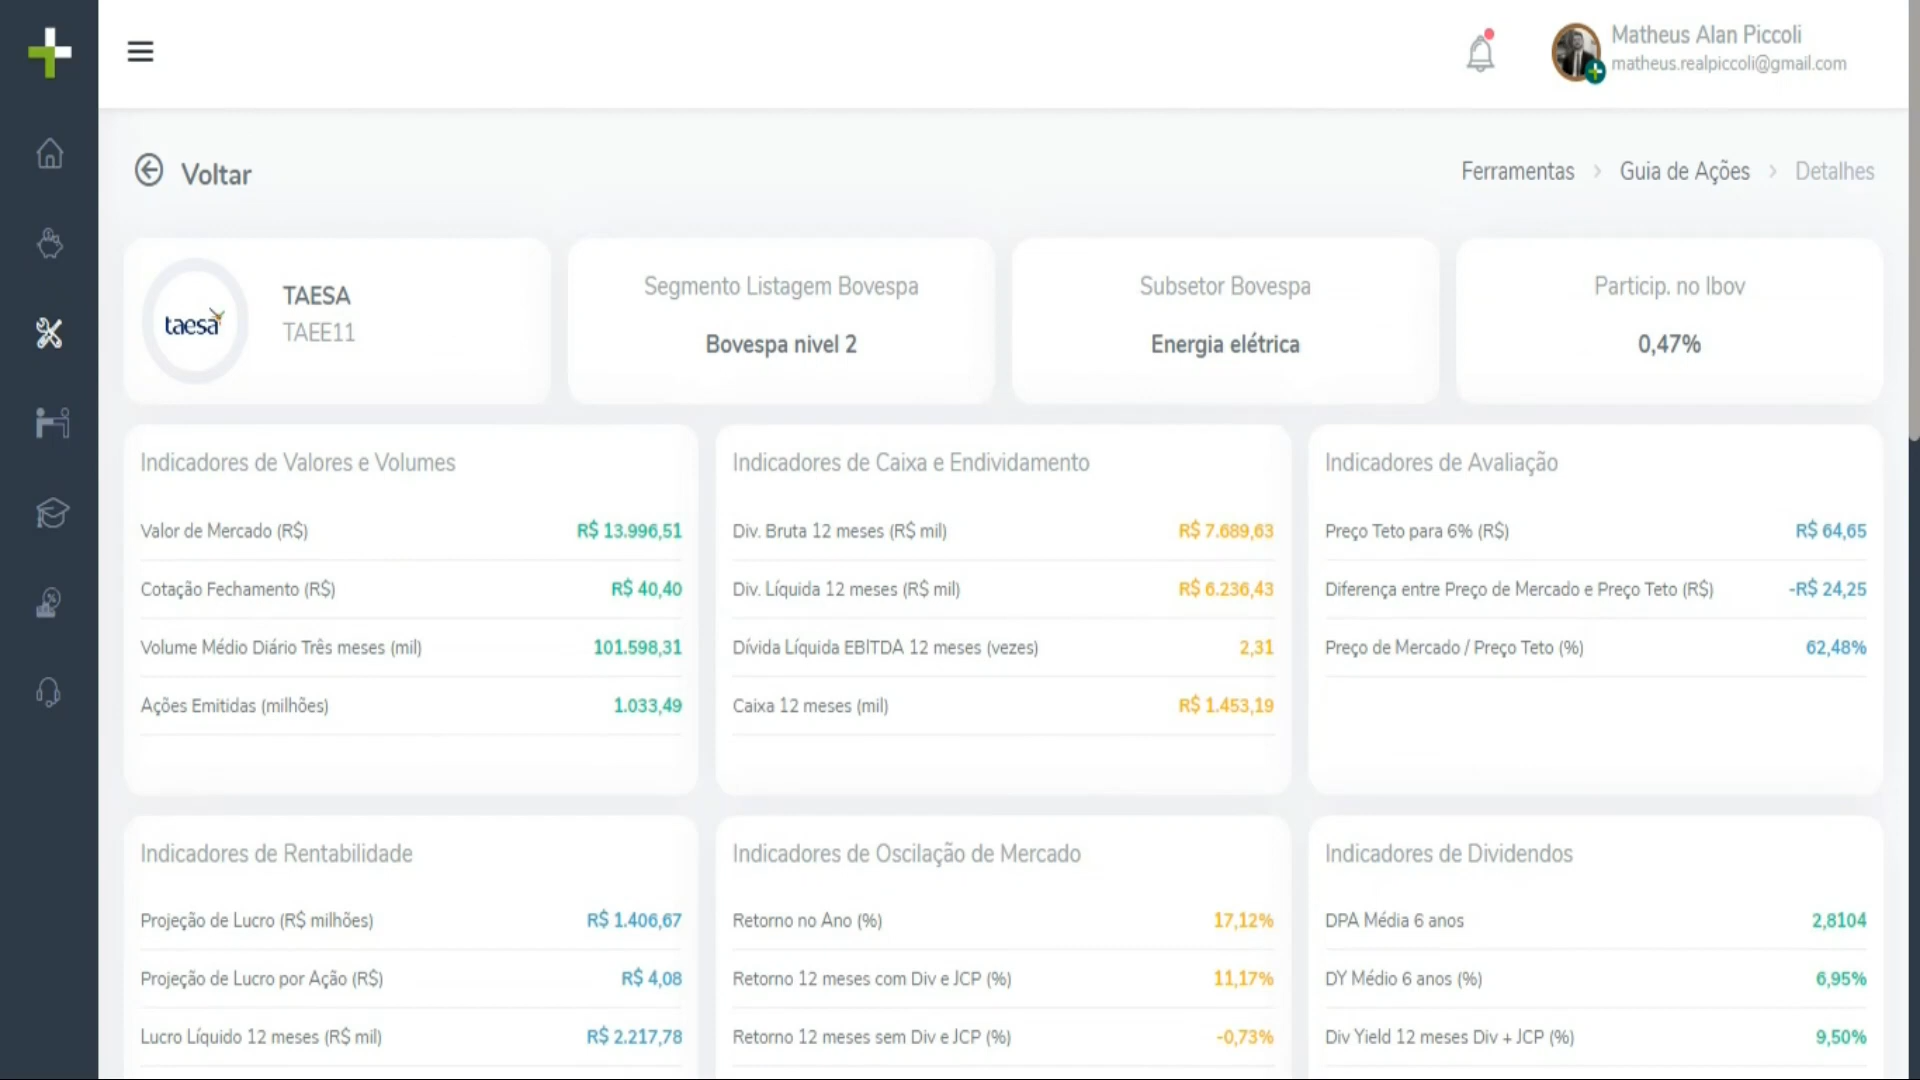 Matheus Alan Piccoli
matheus.realpiccoli@gmail.com
Voltar
Ferramentas > Guia de Ações > Detalhes
taesa
TAESA
TAEE11
Segmento Listagem Bovespa
Bovespa nivel 2
Subsetor Bovespa
Energia elétrica
Particip. no Ibov
0,47%
Indicadores de Valores e Volumes
Valor de Mercado (R$) R$ 13.996,51
Cotação Fechamento (R$) R$ 40,40
Volume Médio Diário Três meses (mil) 101.598,31
Ações Emitidas (milhões) 1.033,49
Indicadores de Caixa e Endividamento
Div. Bruta 12 meses (R$ mil) R$ 7.689,63
Div. Líquida 12 meses (R$ mil) R$ 6.236,43
Dívida Líquida EBITDA 12 meses (vezes) 2,31
Caixa 12 meses (mil) R$ 1.453,19
Indicadores de Avaliação
Preço Teto para 6% (R$) R$ 64,65
Diferença entre Preço de Mercado e Preço Teto (R$) -R$ 24,25
Preço de Mercado / Preço Teto (%) 62,48%
Indicadores de Rentabilidade
Projeção de Lucro (R$ milhões) R$ 1.406,67
Projeção de Lucro por Ação (R$) R$ 4,08
Lucro Líquido 12 meses (R$ mil) R$ 2.217,78
Indicadores de Oscilação de Mercado
Retorno no Ano (%) 17,12%
Retorno 12 meses com Div e JCP (%) 11,17%
Retorno 12 meses sem Div e JCP (%) -0,73%
Indicadores de Dividendos
DPA Média 6 anos 2,8104
DY Médio 6 anos (%) 6,95%
Div Yield 12 meses Div + JCP (%) 9,50%